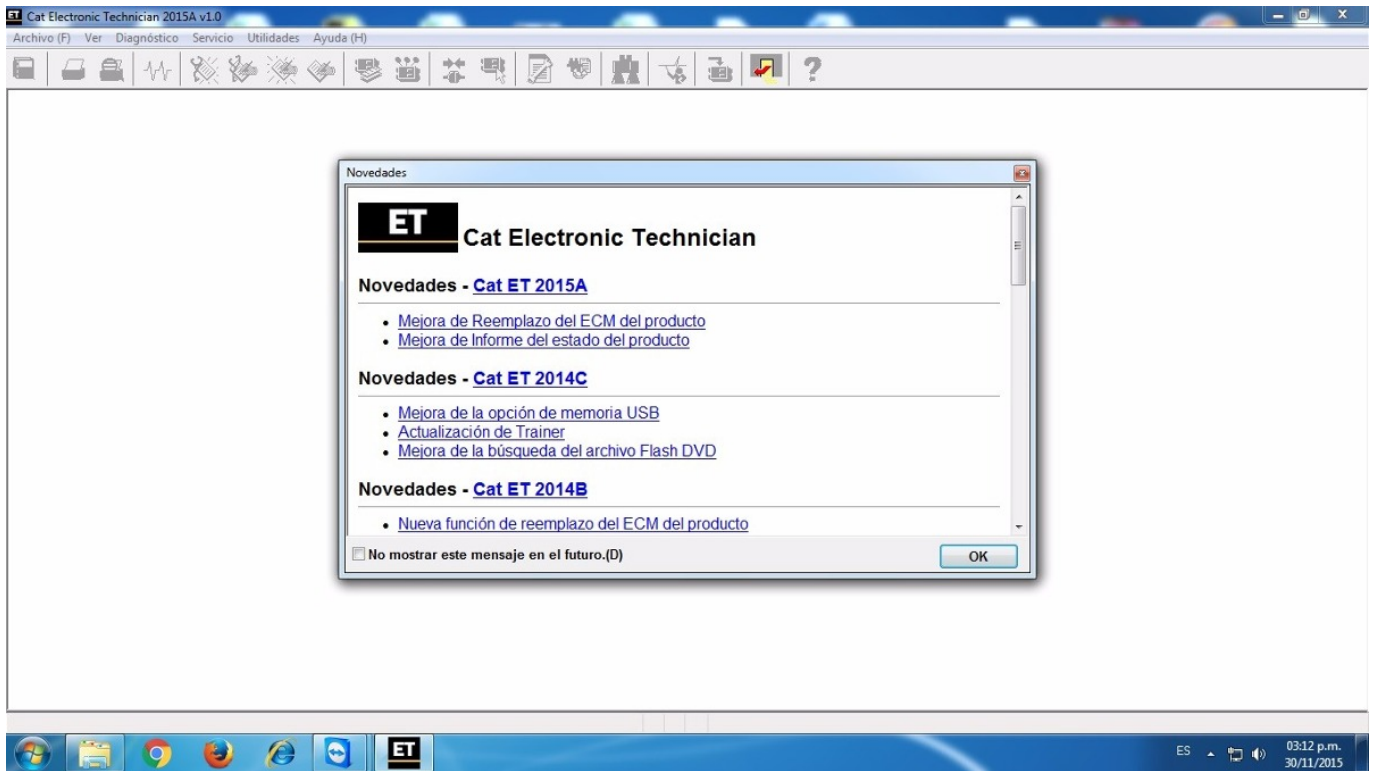 ET Cat Electronic Technician 2015A v1.0
Archivo (F) Ver Diagnóstico Servicio Utilidades Ayuda (H)
Novedades
ET
Cat Electronic Technician
Novedades - Cat ET 2015A
Mejora de Reemplazo del ECM del producto
Mejora de Informe del estado del producto
Novedades - Cat ET 2014C
Mejora de la opción de memoria USB
Actualización de Trainer
Mejora de la búsqueda del archivo Flash DVD
Novedades - Cat ET 2014B
Nueva función de reemplazo del ECM del producto
No mostrar este mensaje en el futuro.(D)
OK
ET
ES
03:12 p.m.
30/11/2015